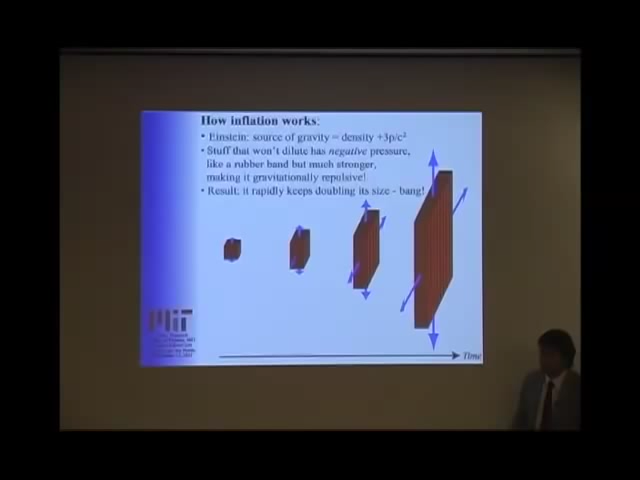 How inflation works:
• Einstein: source of gravity = density +3p/c²
• Stuff that won't dilute has negative pressure,
like a rubber band but much stronger,
making it gravitationally repulsive!
• Result: it rapidly keeps doubling its size - bang!
MIT
Time